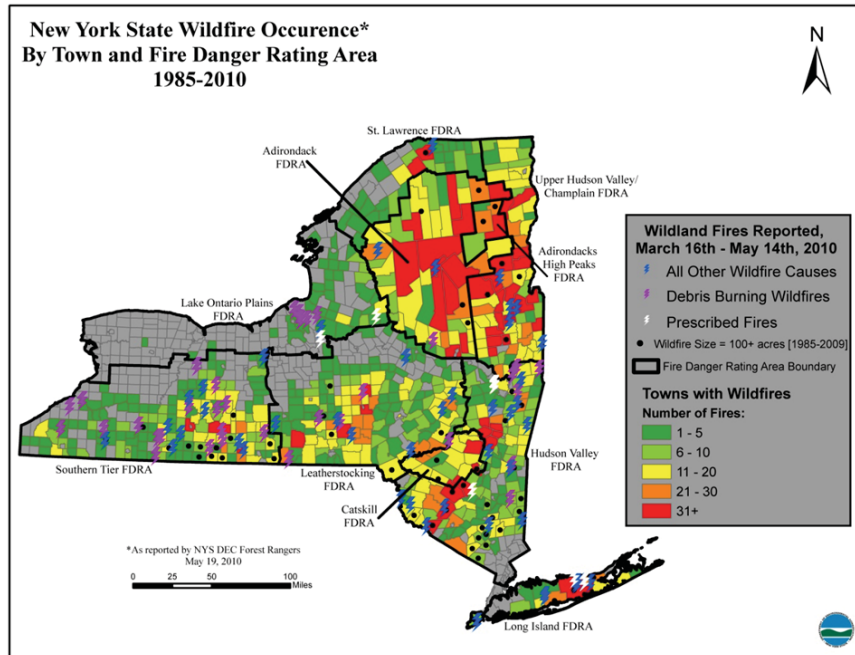 New York State Wildfire Occurence*
By Town and Fire Danger Rating Area
1985-2010
N
St. Lawrence FDRA
Adirondack
FDRA
Upper Hudson Valley/
Champlain FDRA
Adirondacks
High Peaks
FDRA
Lake Ontario Plains
FDRA
Southern Tier FDRA
Leatherstocking
FDRA
Catskill
FDRA
Hudson Valley
FDRA
Long Island FDRA
Wildland Fires Reported,
March 16th - May 14th, 2010
All Other Wildfire Causes
Debris Burning Wildfires
Prescribed Fires
Wildfire Size = 100+ acres [1985-2009]
Fire Danger Rating Area Boundary
Towns with Wildfires
Number of Fires:
1 - 5
6 - 10
11 - 20
21 - 30
31+
*As reported by NYS DEC Forest Rangers
May 19, 2010
0 25 50 100
Miles